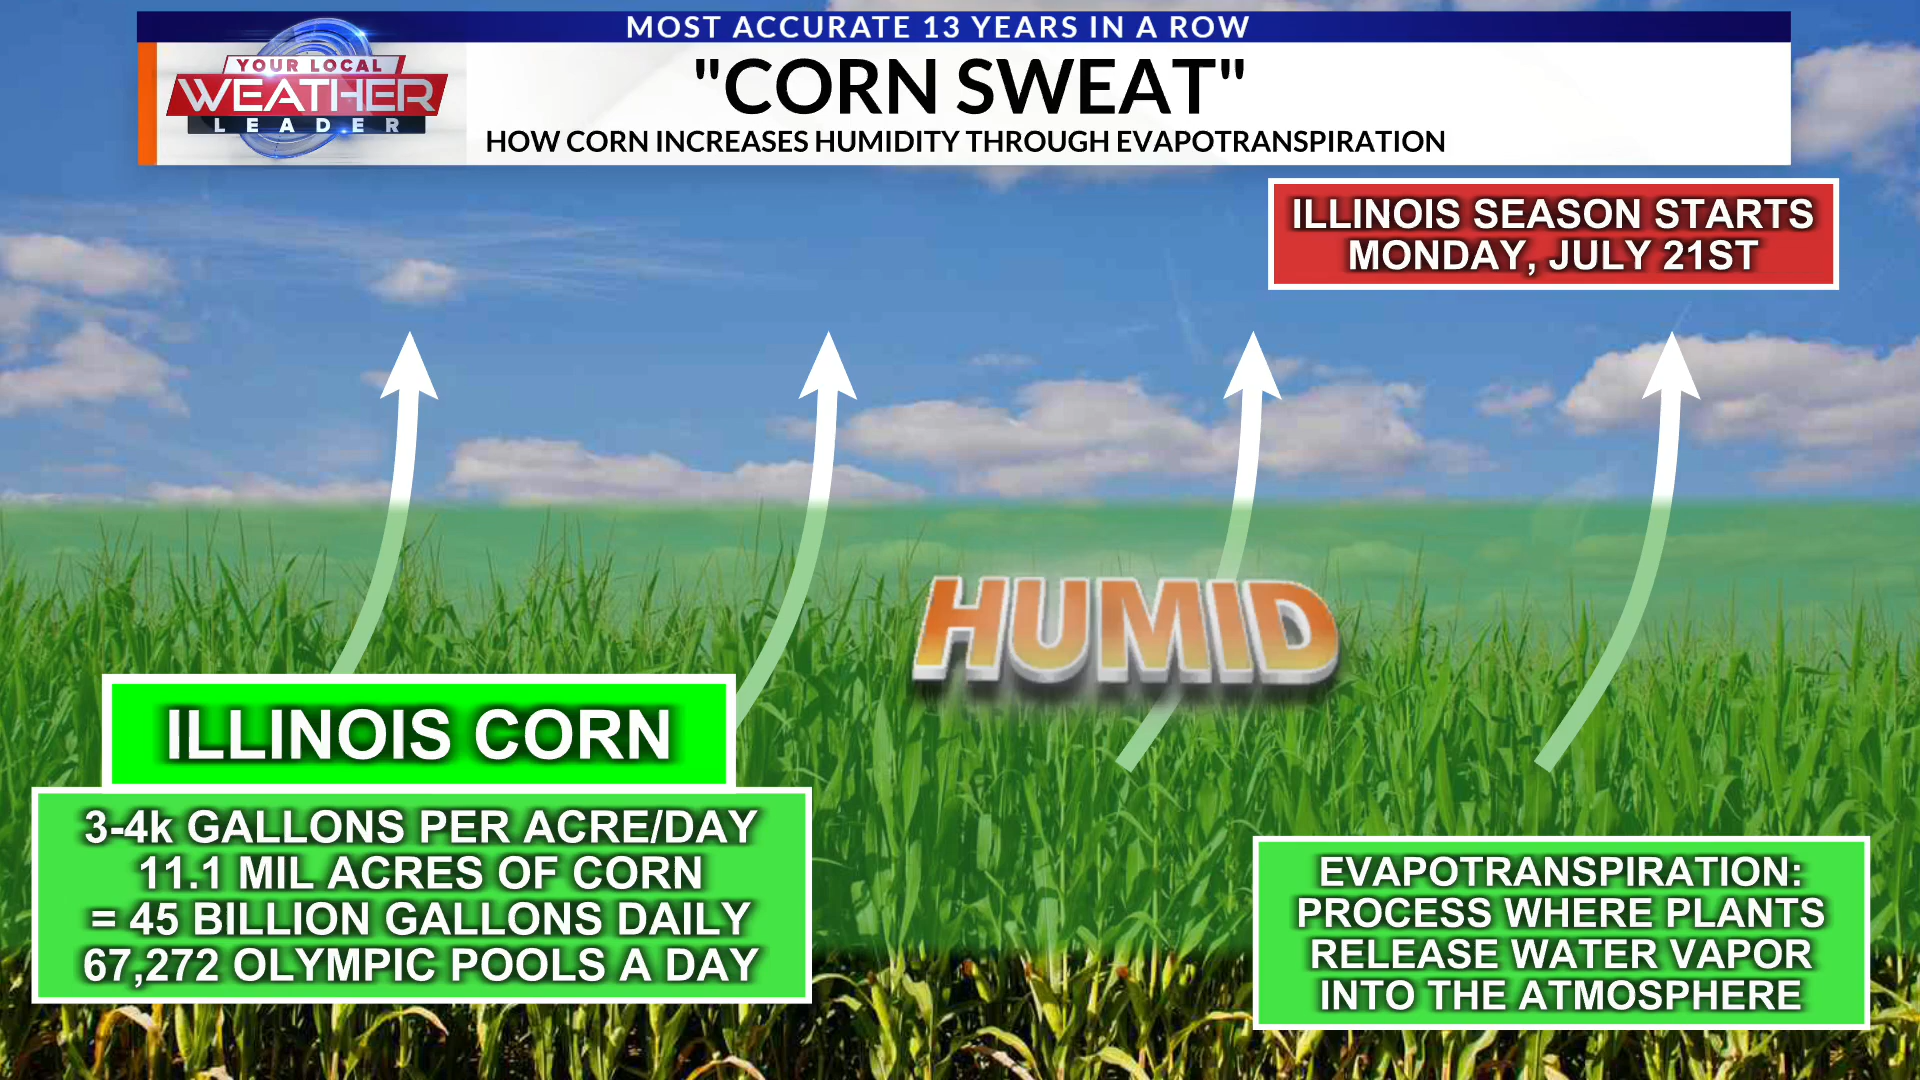 MOST ACCURATE 13 YEARS IN A ROW
YOUR LOCAL
WEATHER
LEADER
"CORN SWEAT"
HOW CORN INCREASES HUMIDITY THROUGH EVAPOTRANSPIRATION
ILLINOIS SEASON STARTS
MONDAY, JULY 21ST
HUMID
ILLINOIS CORN
3-4k GALLONS PER ACRE/DAY
11.1 MIL ACRES OF CORN
= 45 BILLION GALLONS DAILY
67,272 OLYMPIC POOLS A DAY
EVAPOTRANSPIRATION:
PROCESS WHERE PLANTS
RELEASE WATER VAPOR
INTO THE ATMOSPHERE